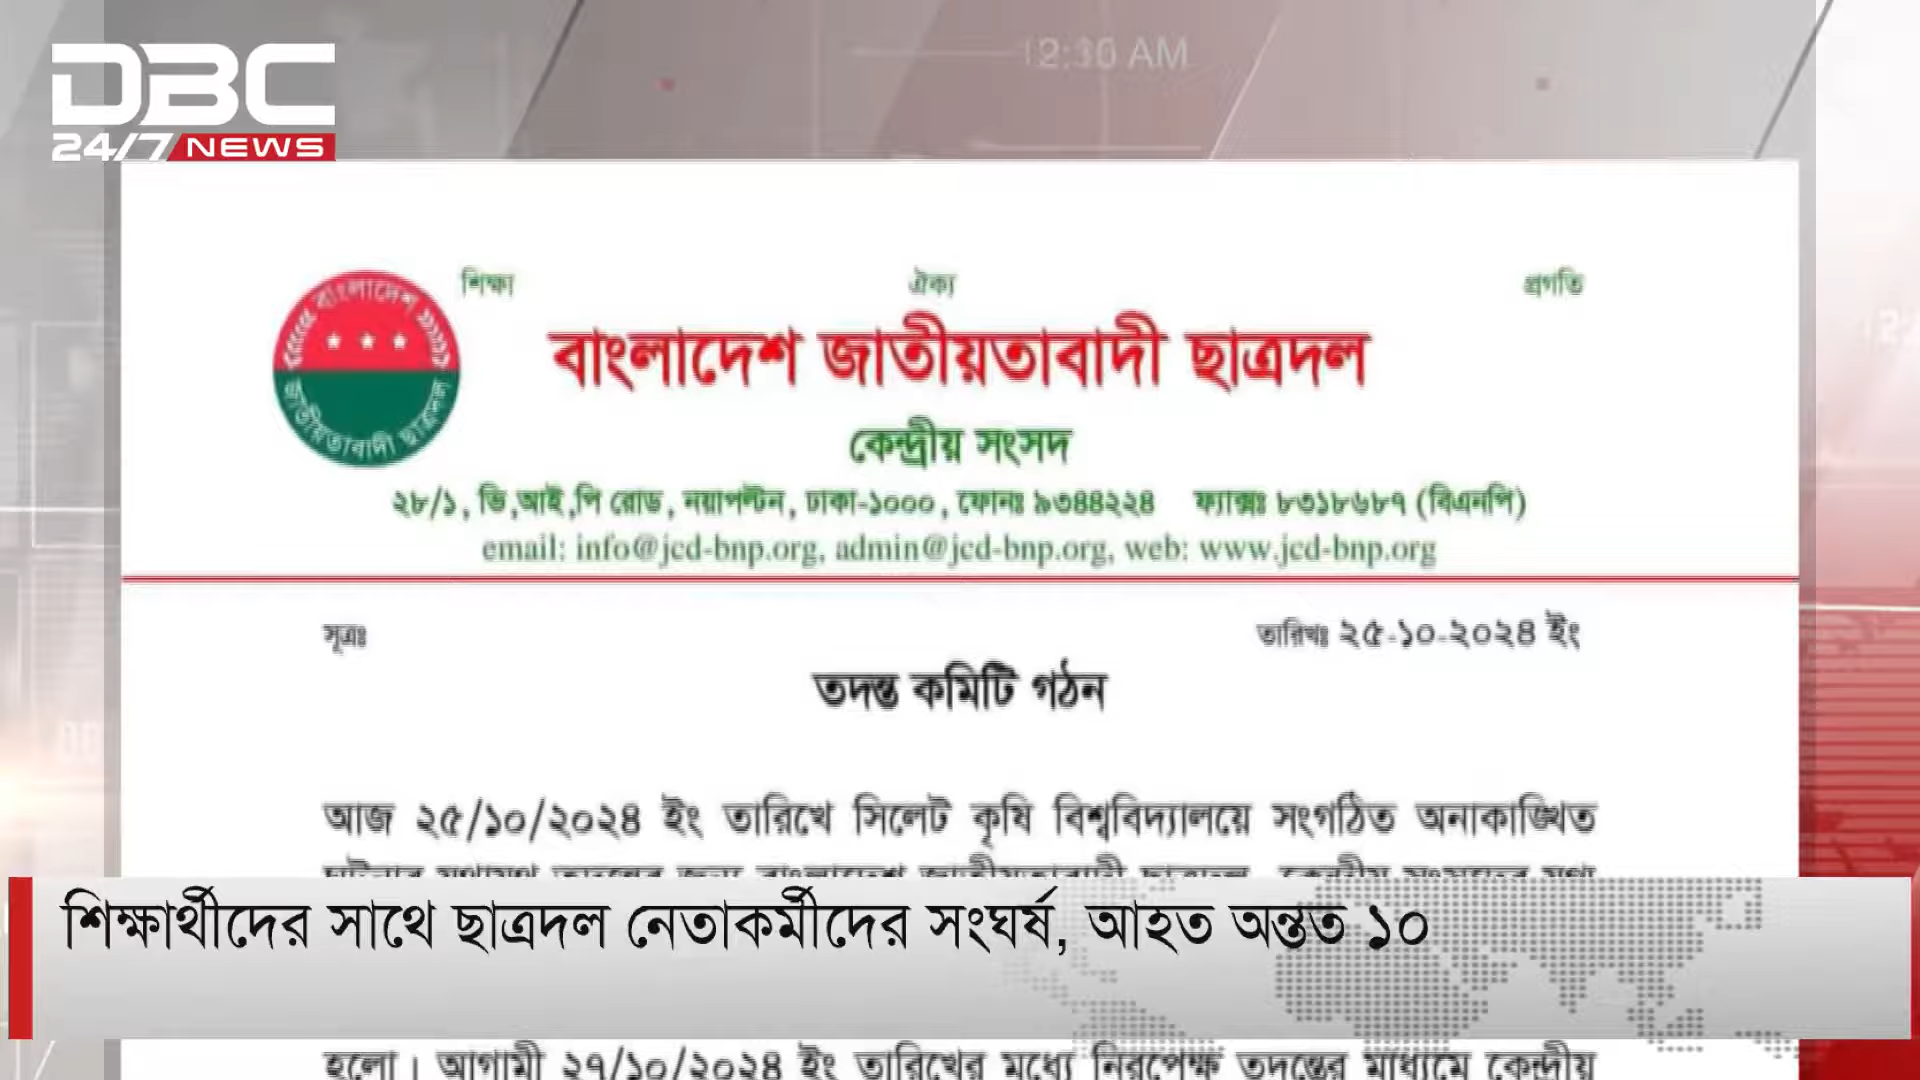 12:30 AM
DBC
24/7 NEWS
শিক্ষা ঐক্য প্রগতি
বাংলাদেশ
জাতীয়তাবাদী ছাত্রদল
বাংলাদেশ জাতীয়তাবাদী ছাত্রদল
কেন্দ্রীয় সংসদ
২৮/১, ভি,আই,পি রোড, নয়াপল্টন, ঢাকা-১০০০, ফোনঃ ৯৩৪৪২২৪ ফ্যাক্সঃ ৮৩১৮৬৮৭ (বিএনপি)
email: info@jcd-bnp.org, admin@jcd-bnp.org, web: www.jcd-bnp.org
সূত্রঃ তারিখঃ ২৫-১০-২০২৪ ইং
তদন্ত কমিটি গঠন
আজ ২৫/১০/২০২৪ ইং তারিখে সিলেট কৃষি বিশ্ববিদ্যালয়ে সংগঠিত অনাকাঙ্খিত
শিক্ষার্থীদের সাথে ছাত্রদল নেতাকর্মীদের সংঘর্ষ, আহত অন্তত ১০
হলো। আগামী ২৭/১০/২০২৪ ইং তারিখের মধ্যে নিরপেক্ষ তদন্তের মাধ্যমে কেন্দ্রীয়